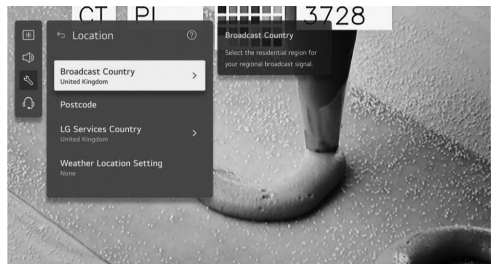 CT PL 3728
Location
Broadcast Country
United Kingdom
Postcode
LG Services Country
United Kingdom
Weather Location Setting
None
Broadcast Country
Select the residential region for
your regional broadcast signal.